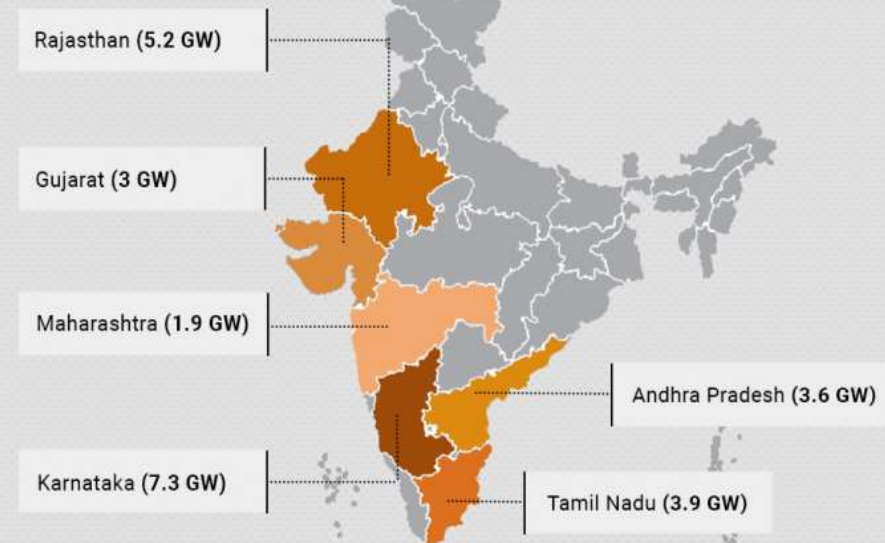 Rajasthan (5.2 GW)
Gujarat (3 GW)
Maharashtra (1.9 GW)
Andhra Pradesh (3.6 GW)
Karnataka (7.3 GW)
Tamil Nadu (3.9 GW)